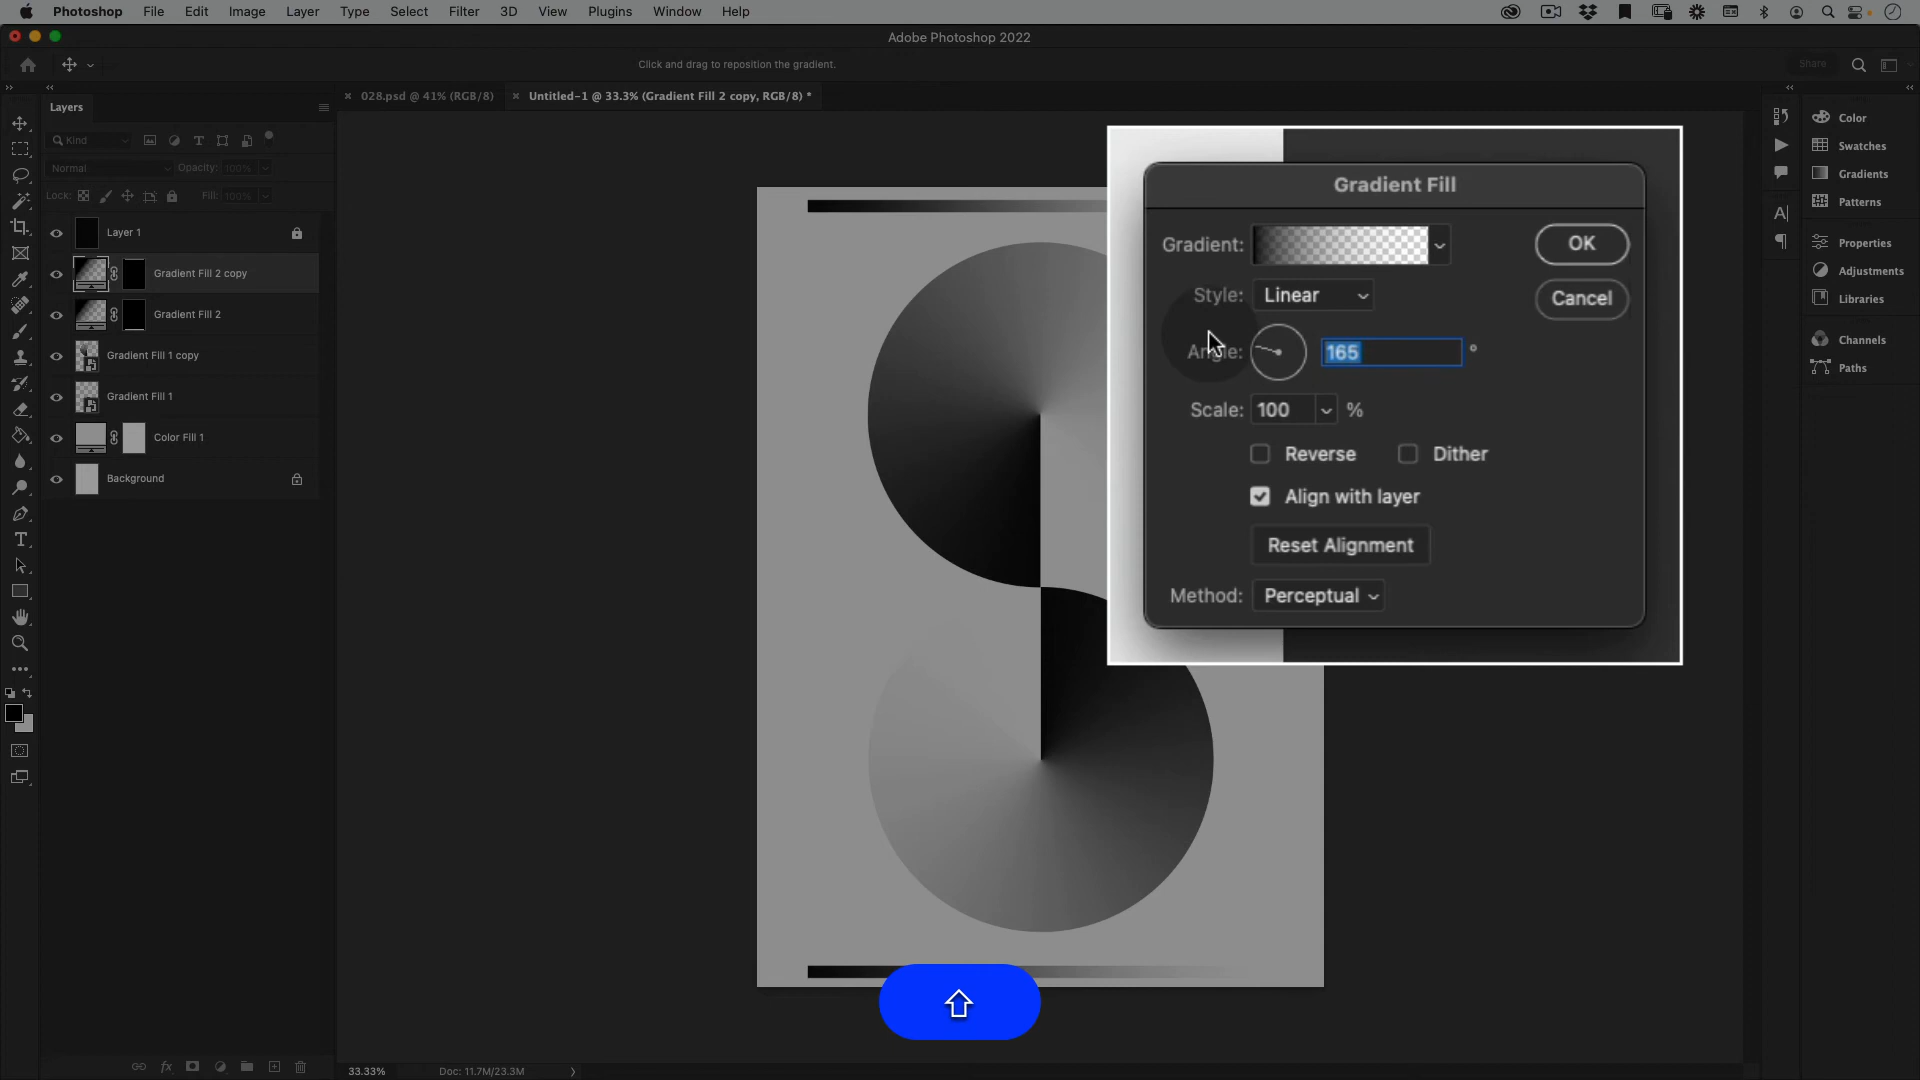 Photoshop File Edit Image Layer Type Select Filter 3D View Plugins Window Help
Adobe Photoshop 2022
Click and drag to reposition the gradient.
Share
Layers
028.psd @ 41% (RGB/8)
Untitled-1 @ 33.3% (Gradient Fill 2 copy, RGB/8) *
Kind
Normal
Opacity: 100%
Lock:
Fill: 100%
Layer 1
Gradient Fill 2 copy
Gradient Fill 2
Gradient Fill 1 copy
Gradient Fill 1
Color Fill 1
Background
Gradient Fill
Gradient:
OK
Style: Linear
Cancel
Angle: 165 °
Scale: 100 %
Reverse Dither
Align with layer
Reset Alignment
Method: Perceptual
Color
Swatches
Gradients
Patterns
Properties
Adjustments
Libraries
Channels
Paths
33.33%
Doc: 11.7M/23.3M